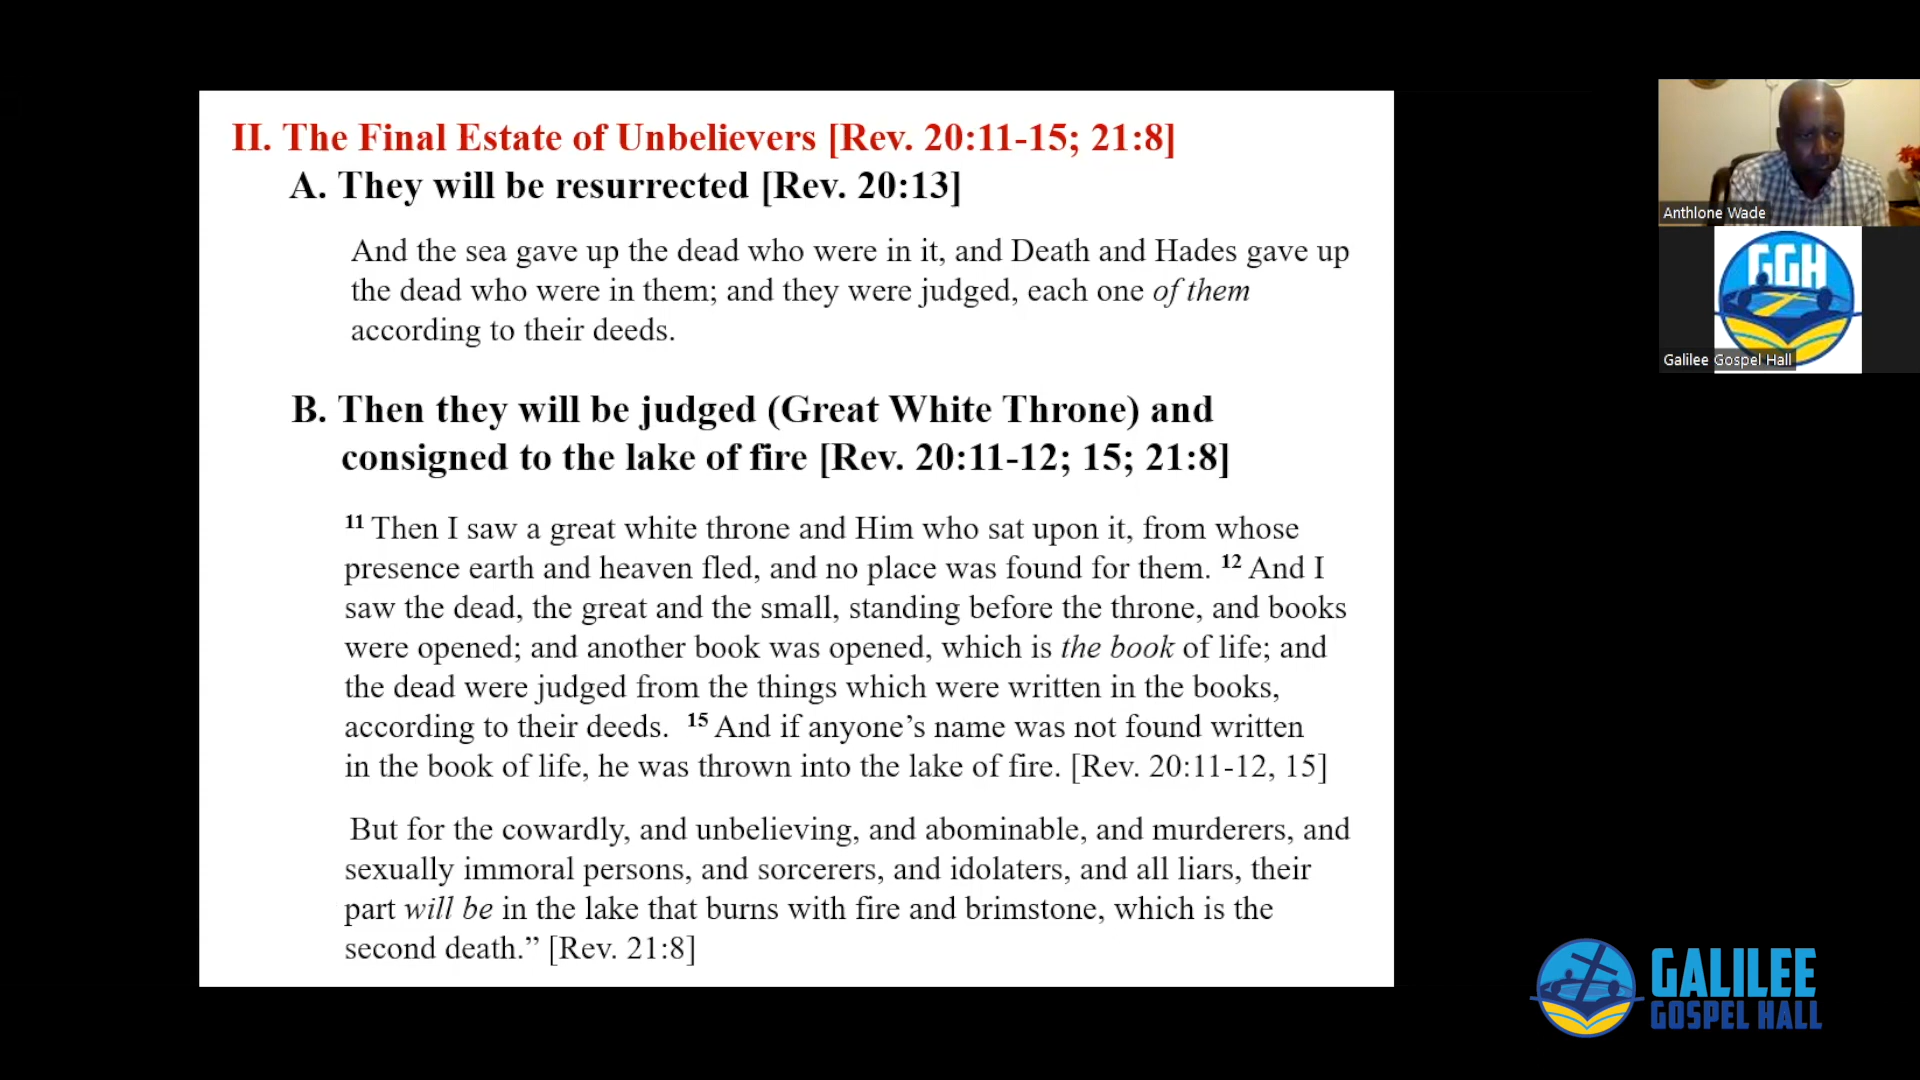 II. The Final Estate of Unbelievers [Rev. 20:11-15; 21:8]
A. They will be resurrected [Rev. 20:13]
And the sea gave up the dead who were in it, and Death and Hades gave up
the dead who were in them; and they were judged, each one of them
according to their deeds.
B. Then they will be judged (Great White Throne) and
consigned to the lake of fire [Rev. 20:11-12; 15; 21:8]
11 Then I saw a great white throne and Him who sat upon it, from whose
presence earth and heaven fled, and no place was found for them. 12 And I
saw the dead, the great and the small, standing before the throne, and books
were opened; and another book was opened, which is the book of life; and
the dead were judged from the things which were written in the books,
according to their deeds. 15 And if anyone’s name was not found written
in the book of life, he was thrown into the lake of fire. [Rev. 20:11-12, 15]
But for the cowardly, and unbelieving, and abominable, and murderers, and
sexually immoral persons, and sorcerers, and idolaters, and all liars, their
part will be in the lake that burns with fire and brimstone, which is the
second death.” [Rev. 21:8]
Anthlone Wade
GGH
Galilee Gospel Hall
GALILEE
GOSPEL HALL